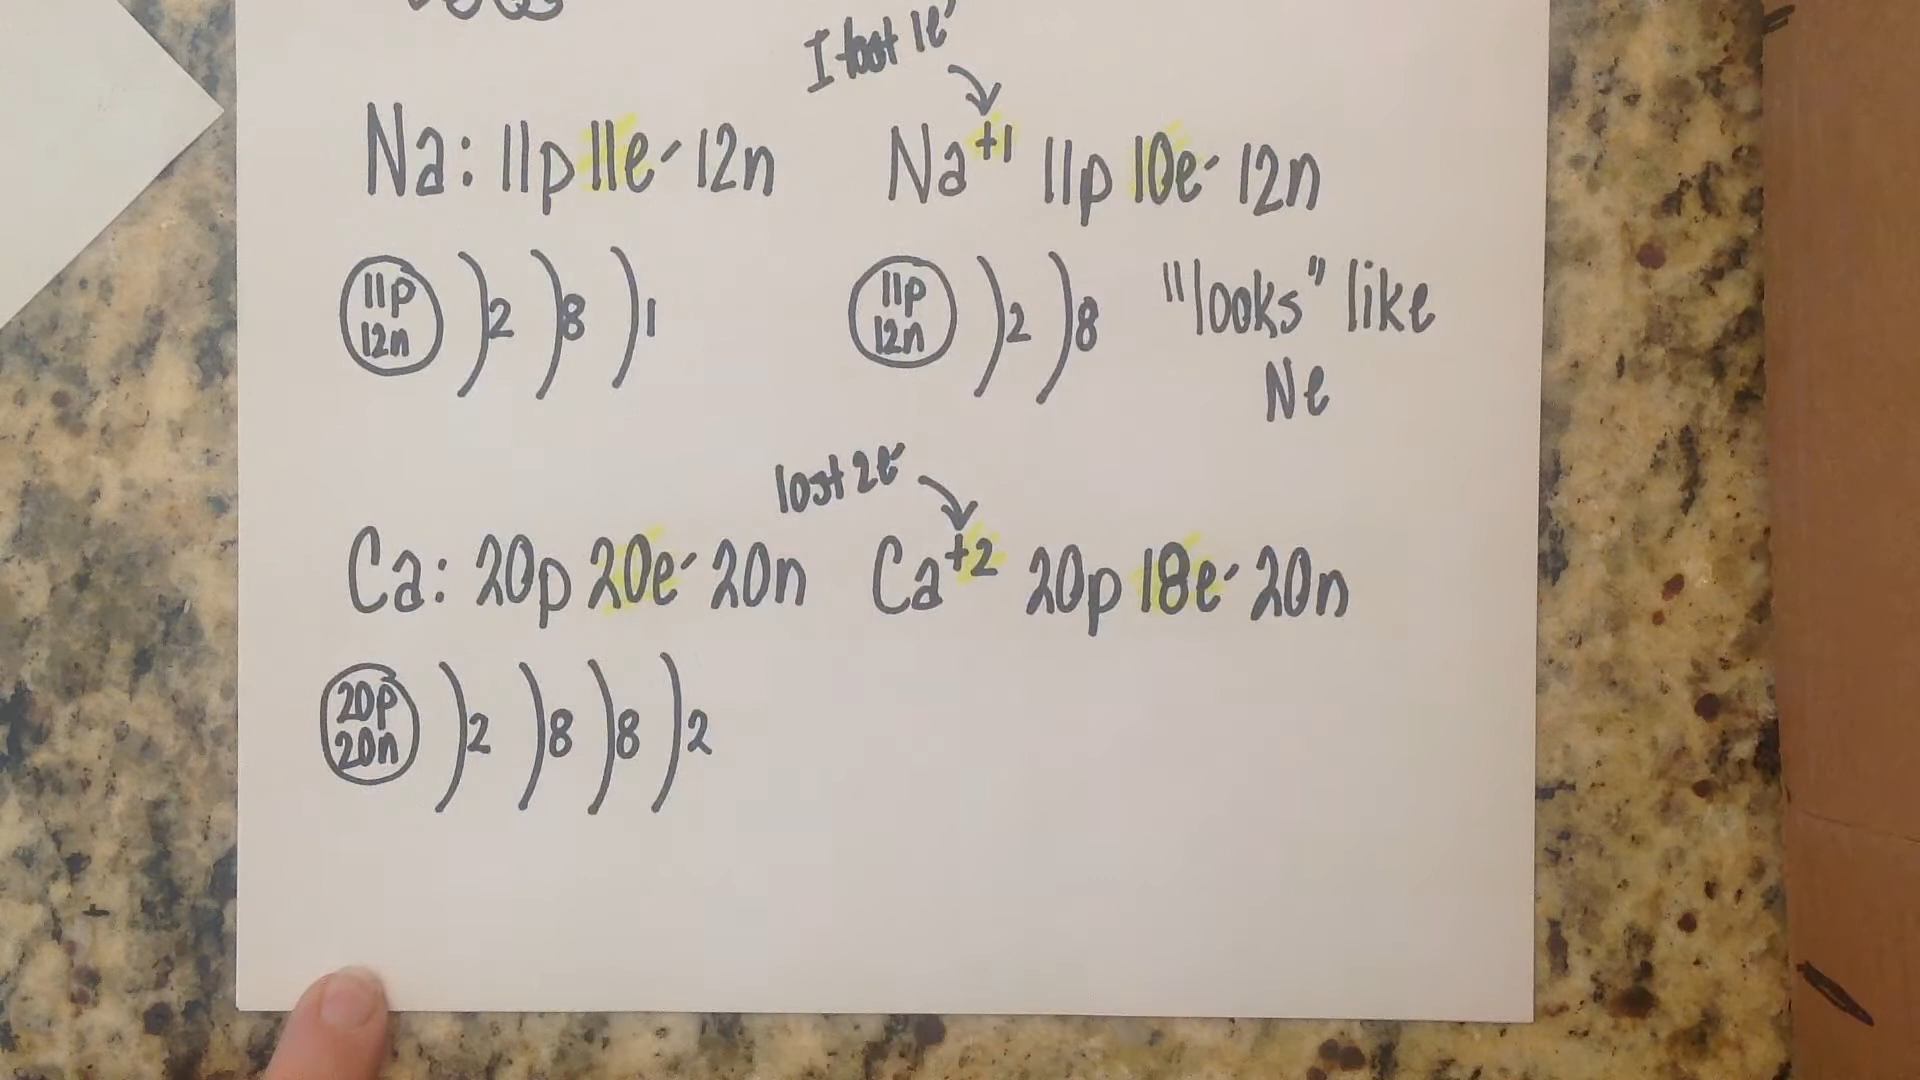 I lost 1e-
Na: 11p 11e- 12n
Na+1 11p 10e- 12n
11p
12n
2 8 1
11p
12n
2 8
"looks" like
Ne
lost 2e-
Ca: 20p 20e- 20n
Ca+2 20p 18e- 20n
20p
20n
2 8 8 2